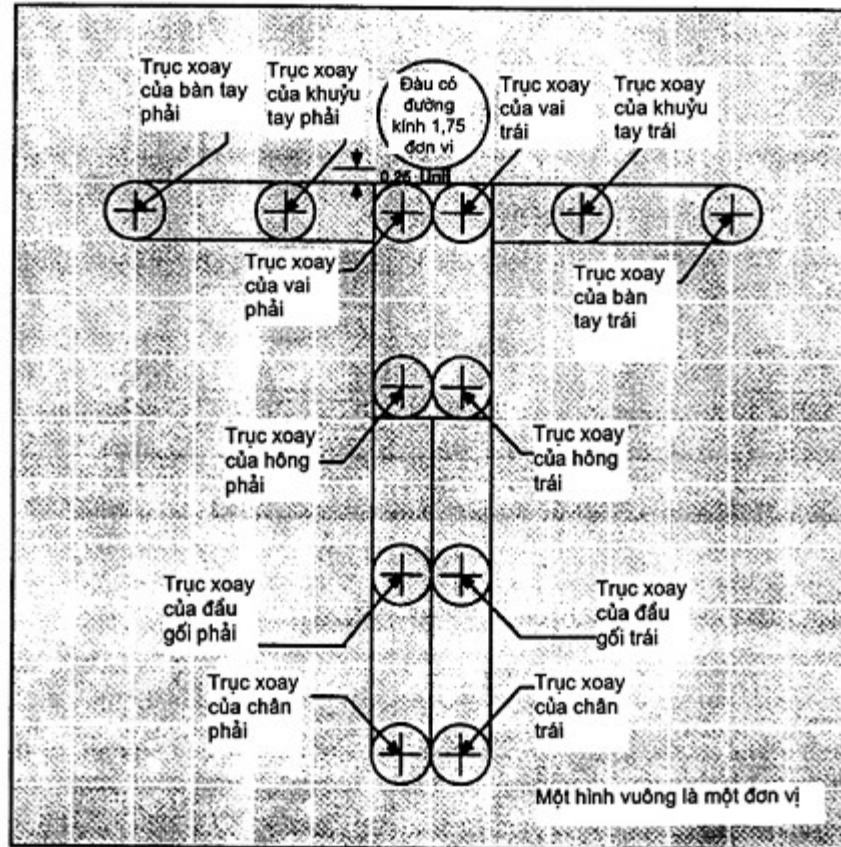 Trục xoay
của bàn tay
phải
Trục xoay
của khuỷu
tay phải
Đàu có
đường
kính 1,75
đơn vị
Trục xoay
của vai
trái
Trục xoay
của khuỷu
tay trái
0.25 Unit
Trục xoay
của vai
phải
Trục xoay
của bàn
tay trái
Trục xoay
của hông
phải
Trục xoay
của hông
trái
Trục xoay
của đầu
gối phải
Trục xoay
của đầu
gối trái
Trục xoay
của chân
phải
Trục xoay
của chân
trái
Một hình vuông là một đơn vị